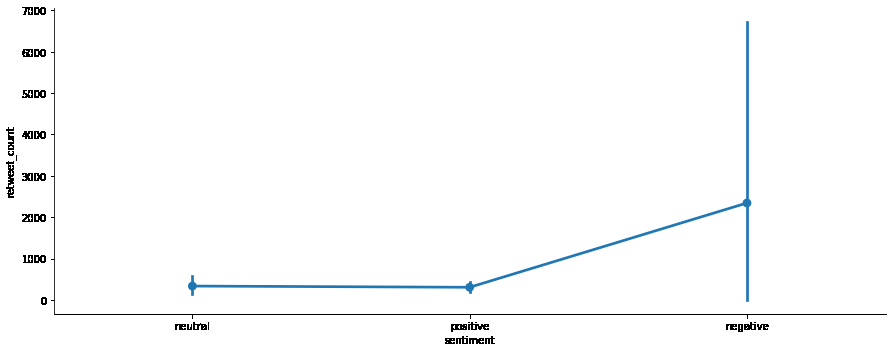 7000
6000
5000
4000
3000
2000
1000
0
retweet_count
neutral
positive
negative
sentiment